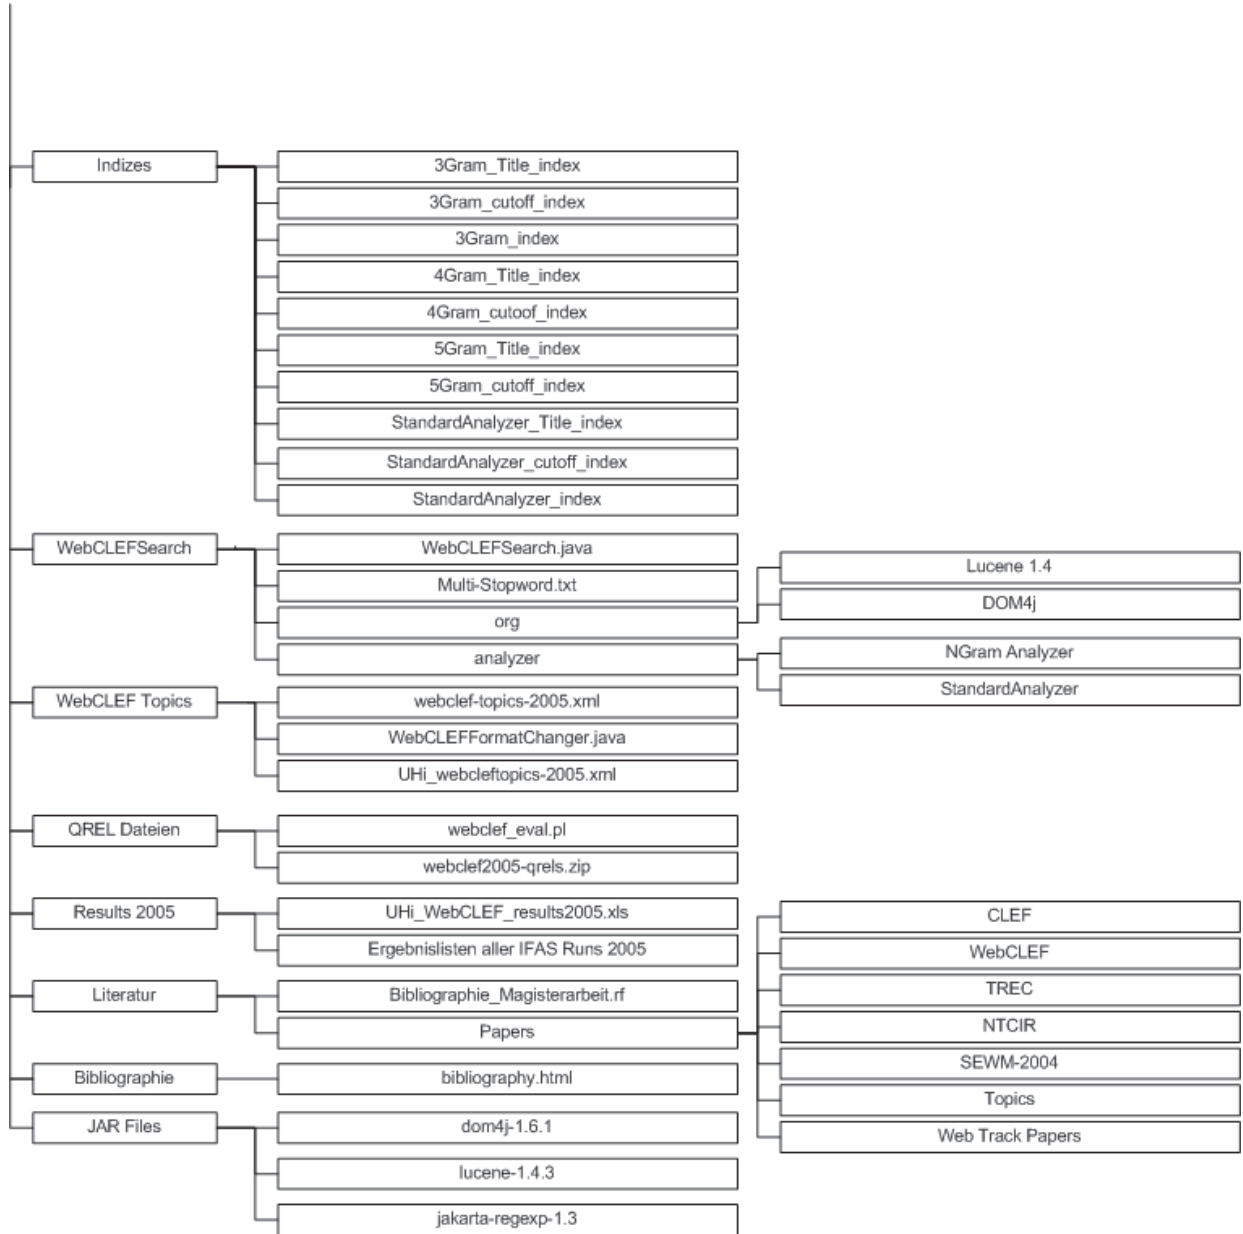 Indizes
3Gram_Title_index
3Gram_cutoff_index
3Gram_index
4Gram_Title_index
4Gram_cutoof_index
5Gram_Title_index
5Gram_cutoff_index
StandardAnalyzer_Title_index
StandardAnalyzer_cutoff_index
StandardAnalyzer_index
WebCLEFSearch
WebCLEFSearch.java
Multi-Stopword.txt
org
Lucene 1.4
DOM4j
analyzer
NGram Analyzer
StandardAnalyzer
WebCLEF Topics
webclef-topics-2005.xml
WebCLEFFormatChanger.java
UHi_webcleftopics-2005.xml
QREL Dateien
webclef_eval.pl
webclef2005-qrels.zip
Results 2005
UHi_WebCLEF_results2005.xls
Ergebnislisten aller IFAS Runs 2005
Literatur
Bibliographie_Magisterarbeit.rf
Papers
CLEF
WebCLEF
TREC
NTCIR
SEWM-2004
Topics
Web Track Papers
Bibliographie
bibliography.html
JAR Files
dom4j-1.6.1
lucene-1.4.3
jakarta-regexp-1.3